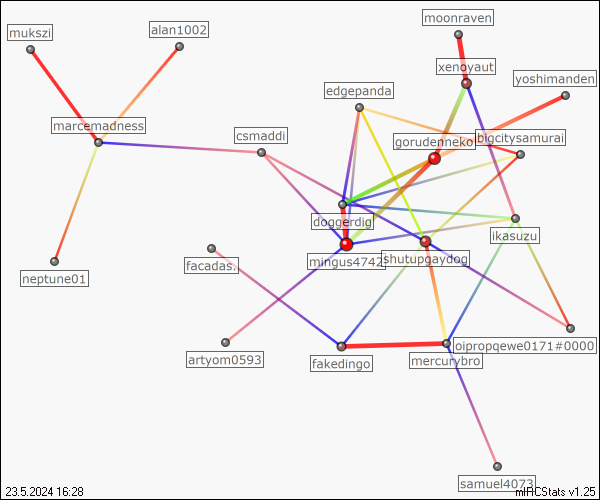 moonraven
mukszi
alan1002
xenoyaut
yoshimanden
edgepanda
marcemadness
csmaddi
gorudenneko
bigcitysamurai
doggerdig
ikasuzu
mingus4742
shutupgaydog
facadas.
neptune01
artyom0593
fakedingo
mercurybro
oipropqewe0171#0000
samuel4073
23.5.2024 16:28
mIRCStats v1.25